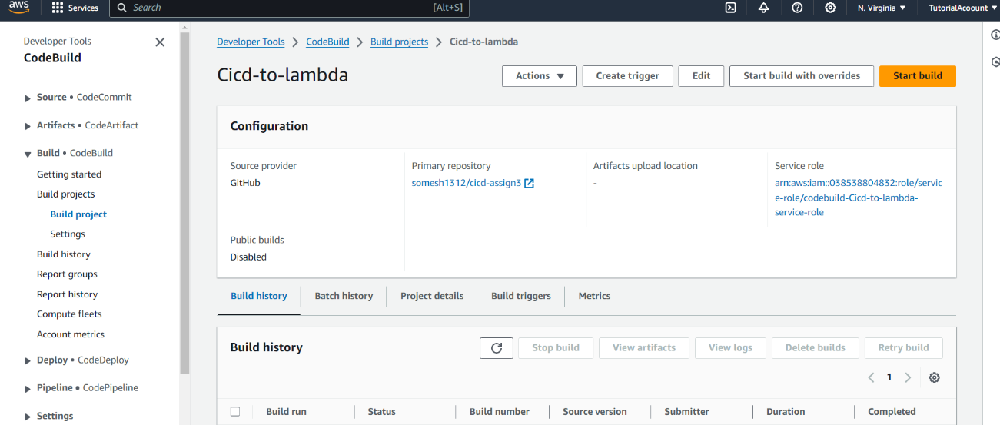 aws Services Search [Alt+S] N. Virginia TutorialAcoount
Developer Tools
CodeBuild
Source • CodeCommit
Artifacts • CodeArtifact
Build • CodeBuild
Getting started
Build projects
Build project
Settings
Build history
Report groups
Report history
Compute fleets
Account metrics
Deploy • CodeDeploy
Pipeline • CodePipeline
Settings
Developer Tools > CodeBuild > Build projects > Cicd-to-lambda
Cicd-to-lambda
Actions Create trigger Edit Start build with overrides Start build
Configuration
Source provider
GitHub
Primary repository
somesh1312/cicd-assign3
Artifacts upload location
-
Service role
arn:aws:iam::038538804832:role/servic
e-role/codebuild-Cicd-to-lambda-
service-role
Public builds
Disabled
Build history Batch history Project details Build triggers Metrics
Build history
Stop build View artifacts View logs Delete builds Retry build
< 1 >
Build run Status Build number Source version Submitter Duration Completed